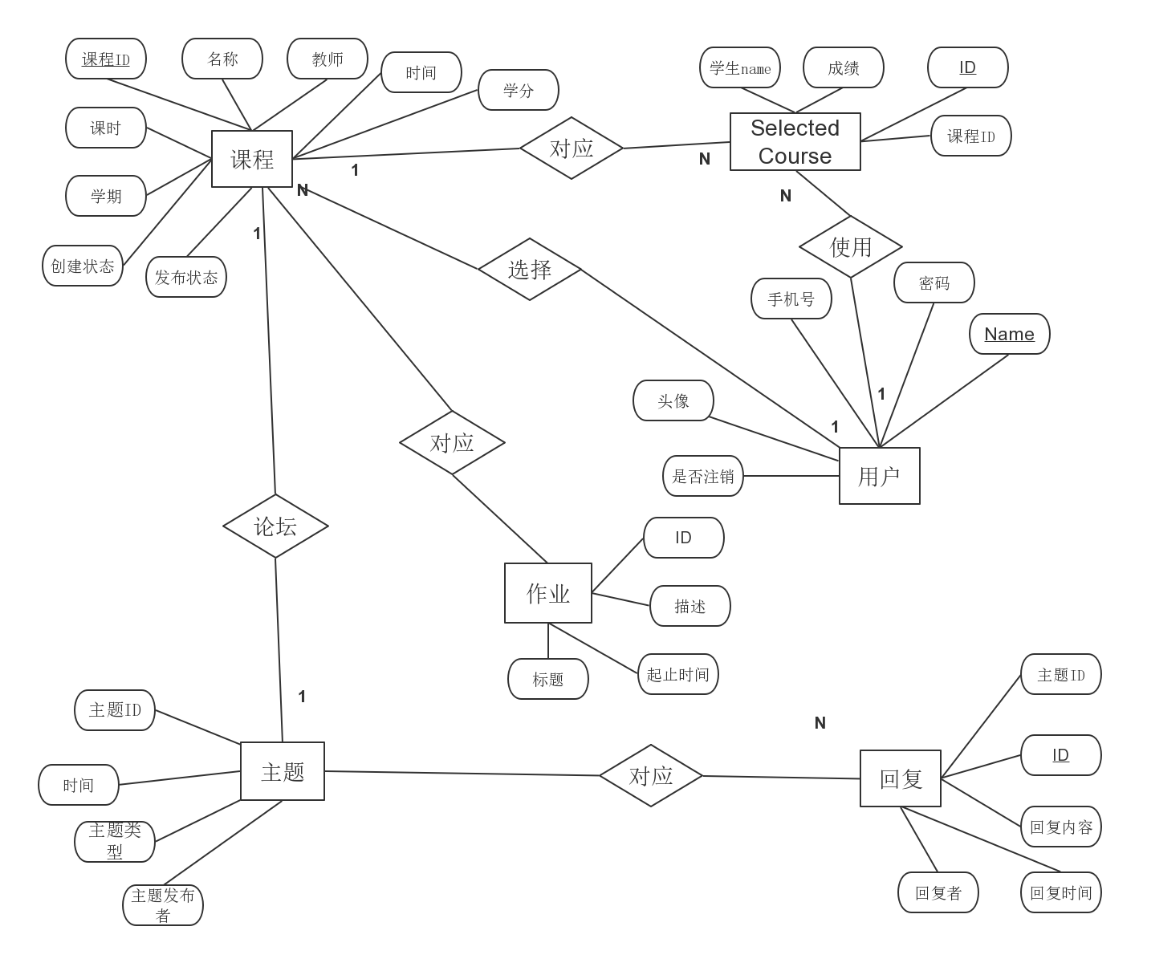 课程ID
名称
教师
时间
学分
学生name
成绩
ID
课程ID
课时
学期
创建状态
发布状态
课程
1
N
1
对应
N
Selected
Course
N
使用
选择
手机号
密码
Name
头像
是否注销
1
1
用户
对应
论坛
作业
ID
描述
标题
起止时间
1
主题ID
时间
主题类
型
主题发布
者
主题
对应
N
回复
主题ID
ID
回复内容
回复者
回复时间